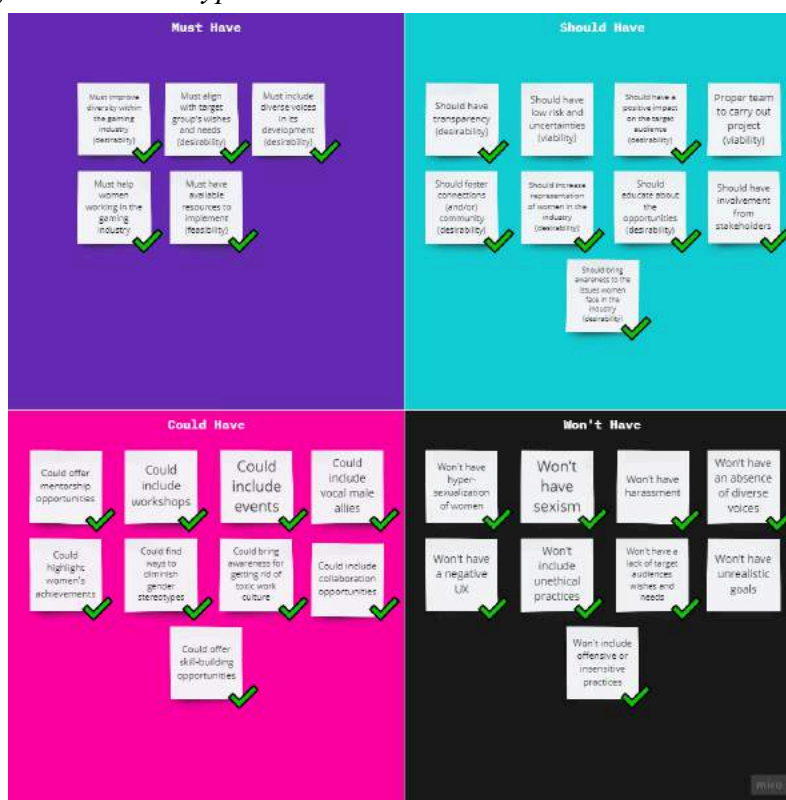 Must Have
Must improve
diversity within
the gaming
industry
(desirability)
Must align
with target
group's wishes
and needs
(desirability)
Must include
diverse voices
in its
development
(desirability)
Must help
women
working in the
gaming
industry
Must have
available
resources to
implement
(feasibility)
Should Have
Should have
transparency
(desirability)
Should have
low risk and
uncertainties
(viability)
Should have a
positive impact
on the target
audience
(desirability)
Proper team
to carry out
project
(viability)
Should foster
connections
(and/or)
community
(desirability)
Should increase
representation
of women in the
industry
(desirability)
Should
educate about
the
opportunities
(desirability)
Should have
involvement
from
stakeholders
Should bring
awareness to the
issues women
face in the
industry
(desirability)
Could Have
Could offer
mentorship
opportunities
Could
include
workshops
Could
include
events
Could
include
vocal male
allies
Could
highlight
women's
achievements
Could find
ways to
diminish
gender
stereotypes
Could bring
awareness for
getting rid of
toxic work
culture
Could include
collaboration
opportunities
Could offer
skill-building
opportunities
Won't Have
Won't have
hyper-
sexualization
of women
Won't
have
sexism
Won't have
harassment
Won't have
an absence
of diverse
voices
Won't have
a negative
UX
Won't
include
unethical
practices
Won't have a
lack of target
audiences
wishes and
needs
Won't have
unrealistic
goals
Won't include
offensive or
insensitive
practices
miro